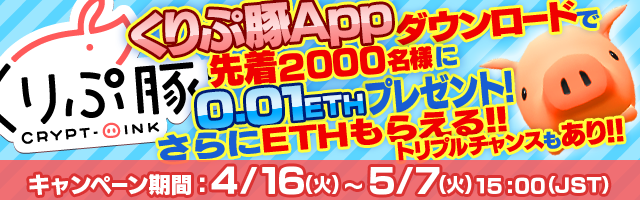 くりぷ豚
CRYPT-OINK
くりぷ豚Appダウンロードで
先着2000名様に
0.01ETHプレゼント!
さらにETHもらえる!!
トリプルチャンスもあり!!
キャンペーン期間：4/16(火)～5/7(火)15:00(JST)